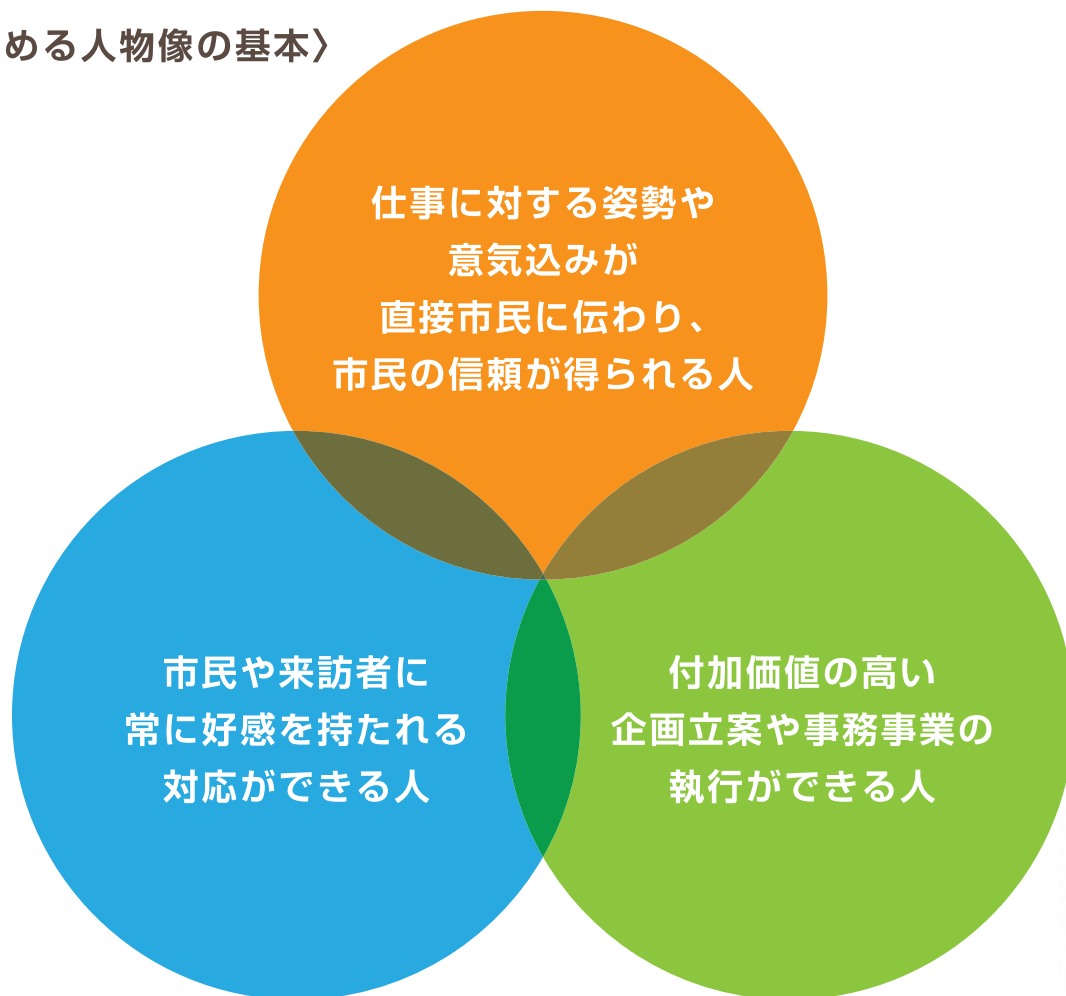 める人物像の基本〉
仕事に対する姿勢や
意気込みが
直接市民に伝わり、
市民の信頼が得られる人
市民や来訪者に
常に好感を持たれる
対応ができる人
付加価値の高い
企画立案や事務事業の
執行ができる人